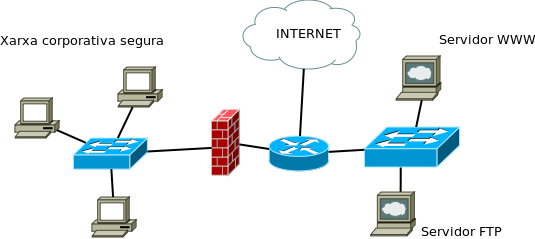 INTERNET
Servidor WWW
Xarxa corporativa segura
Servidor FTP